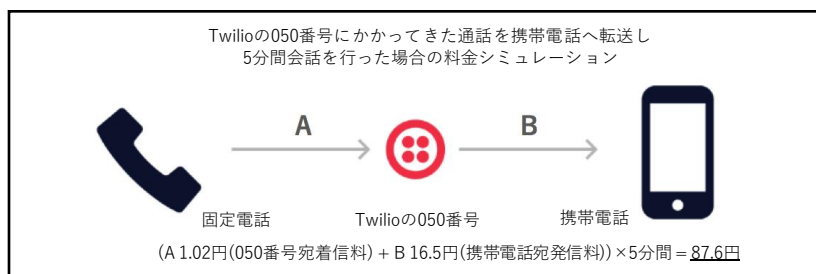 Twilioの050番号にかかってきた通話を携帯電話へ転送し
5分間会話を行った場合の料金シミュレーション
A
B
固定電話
Twilioの050番号
携帯電話
(A 1.02円(050番号宛着信料) + B 16.5円(携帯電話宛発信料)) ×5分間 = 87.6円